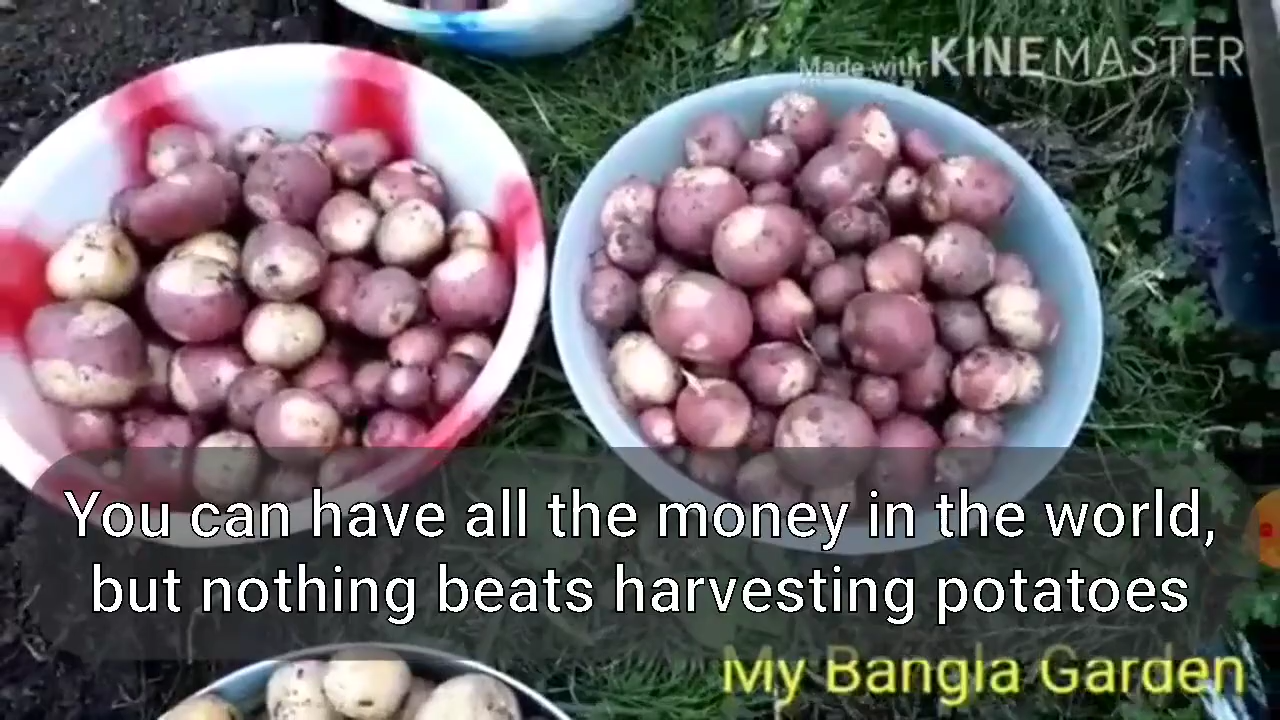 Made with KINEMASTER
You can have all the money in the world,
but nothing beats harvesting potatoes
My Bangla Garden